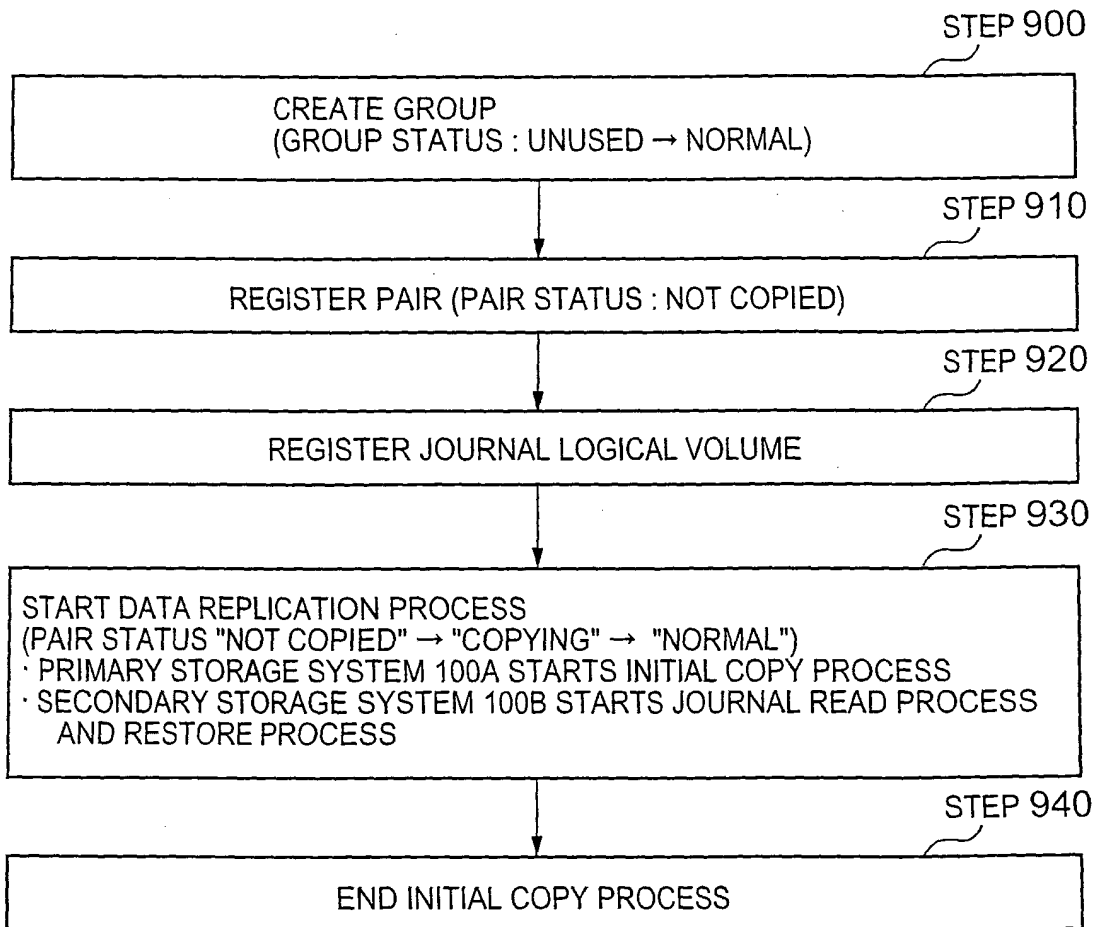 STEP 900
CREATE GROUP
(GROUP STATUS : UNUSED → NORMAL)
STEP 910
REGISTER PAIR (PAIR STATUS : NOT COPIED)
STEP 920
REGISTER JOURNAL LOGICAL VOLUME
STEP 930
START DATA REPLICATION PROCESS
(PAIR STATUS "NOT COPIED" → "COPYING" → "NORMAL")
· PRIMARY STORAGE SYSTEM 100A STARTS INITIAL COPY PROCESS
· SECONDARY STORAGE SYSTEM 100B STARTS JOURNAL READ PROCESS
AND RESTORE PROCESS
STEP 940
END INITIAL COPY PROCESS